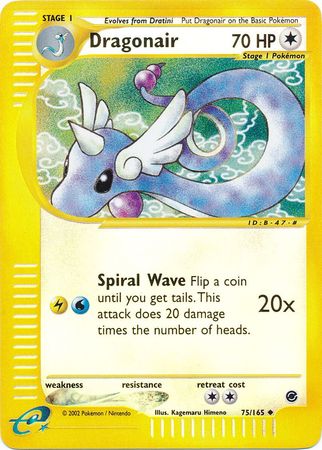 STAGE 1
Evolves from Dratini Put Dragonair on the Basic Pokémon
Dragonair 70 HP
Stage 1 Pokémon
ID:B-47-#
Spiral Wave Flip a coin
until you get tails. This
attack does 20 damage
times the number of heads.
20x
weakness resistance retreat cost
e
© 2002 Pokémon / Nintendo Illus. Kagemaru Himeno 75/165